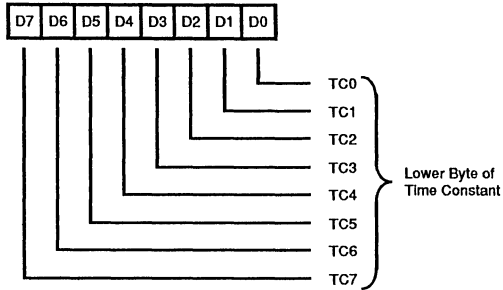 D7 D6 D5 D4 D3 D2 D1 D0
TC0
TC1
TC2
TC3
TC4
TC5
TC6
TC7
Lower Byte of
Time Constant